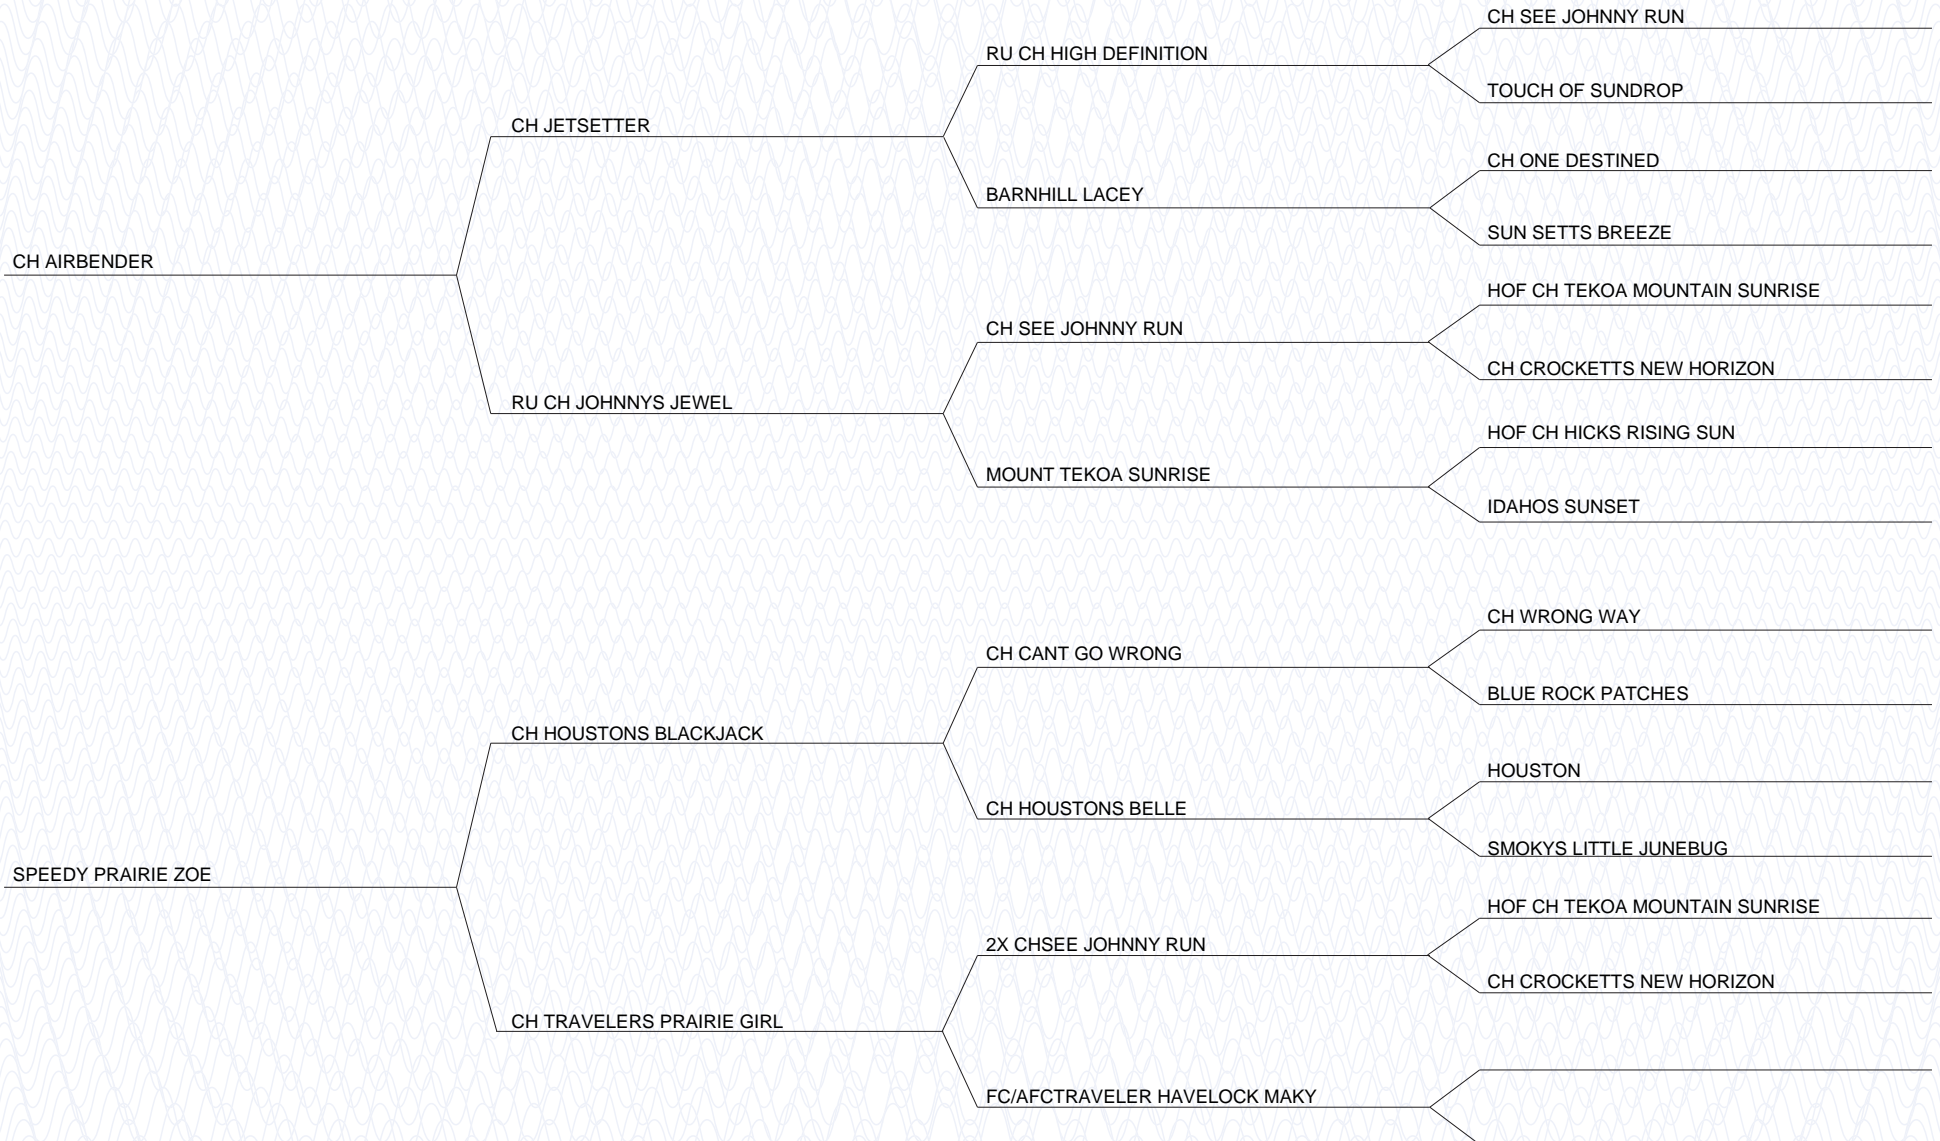 CH SEE JOHNNY RUN
RU CH HIGH DEFINITION
TOUCH OF SUNDROP
CH JETSETTER
CH ONE DESTINED
BARNHILL LACEY
SUN SETTS BREEZE
CH AIRBENDER
HOF CH TEKOA MOUNTAIN SUNRISE
CH SEE JOHNNY RUN
CH CROCKETTS NEW HORIZON
RU CH JOHNNYS JEWEL
HOF CH HICKS RISING SUN
MOUNT TEKOA SUNRISE
IDAHOS SUNSET
CH WRONG WAY
CH CANT GO WRONG
BLUE ROCK PATCHES
CH HOUSTONS BLACKJACK
HOUSTON
CH HOUSTONS BELLE
SMOKYS LITTLE JUNEBUG
SPEEDY PRAIRIE ZOE
HOF CH TEKOA MOUNTAIN SUNRISE
2X CHSEE JOHNNY RUN
CH CROCKETTS NEW HORIZON
CH TRAVELERS PRAIRIE GIRL
FC/AFCTRAVELER HAVELOCK MAKY